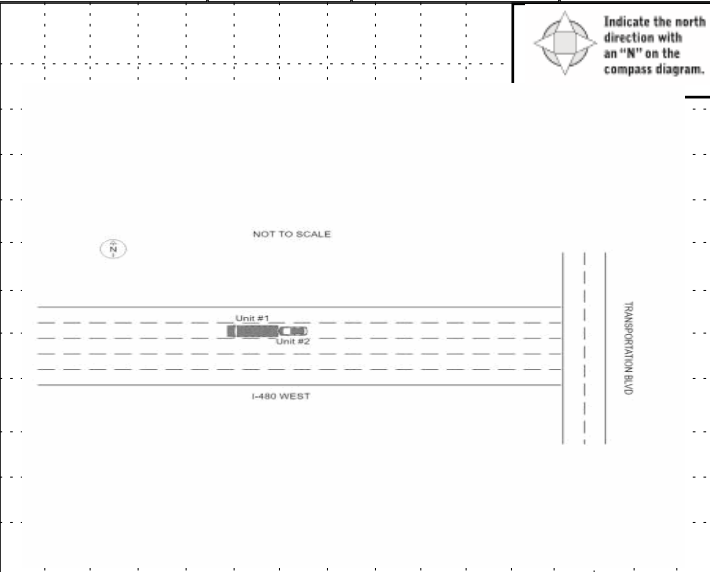 Indicate the north
direction with
an “N” on the
compass diagram.
NOT TO SCALE
N
Unit #1
Unit #2
TRANSPORTATION BLVD
I-480 WEST